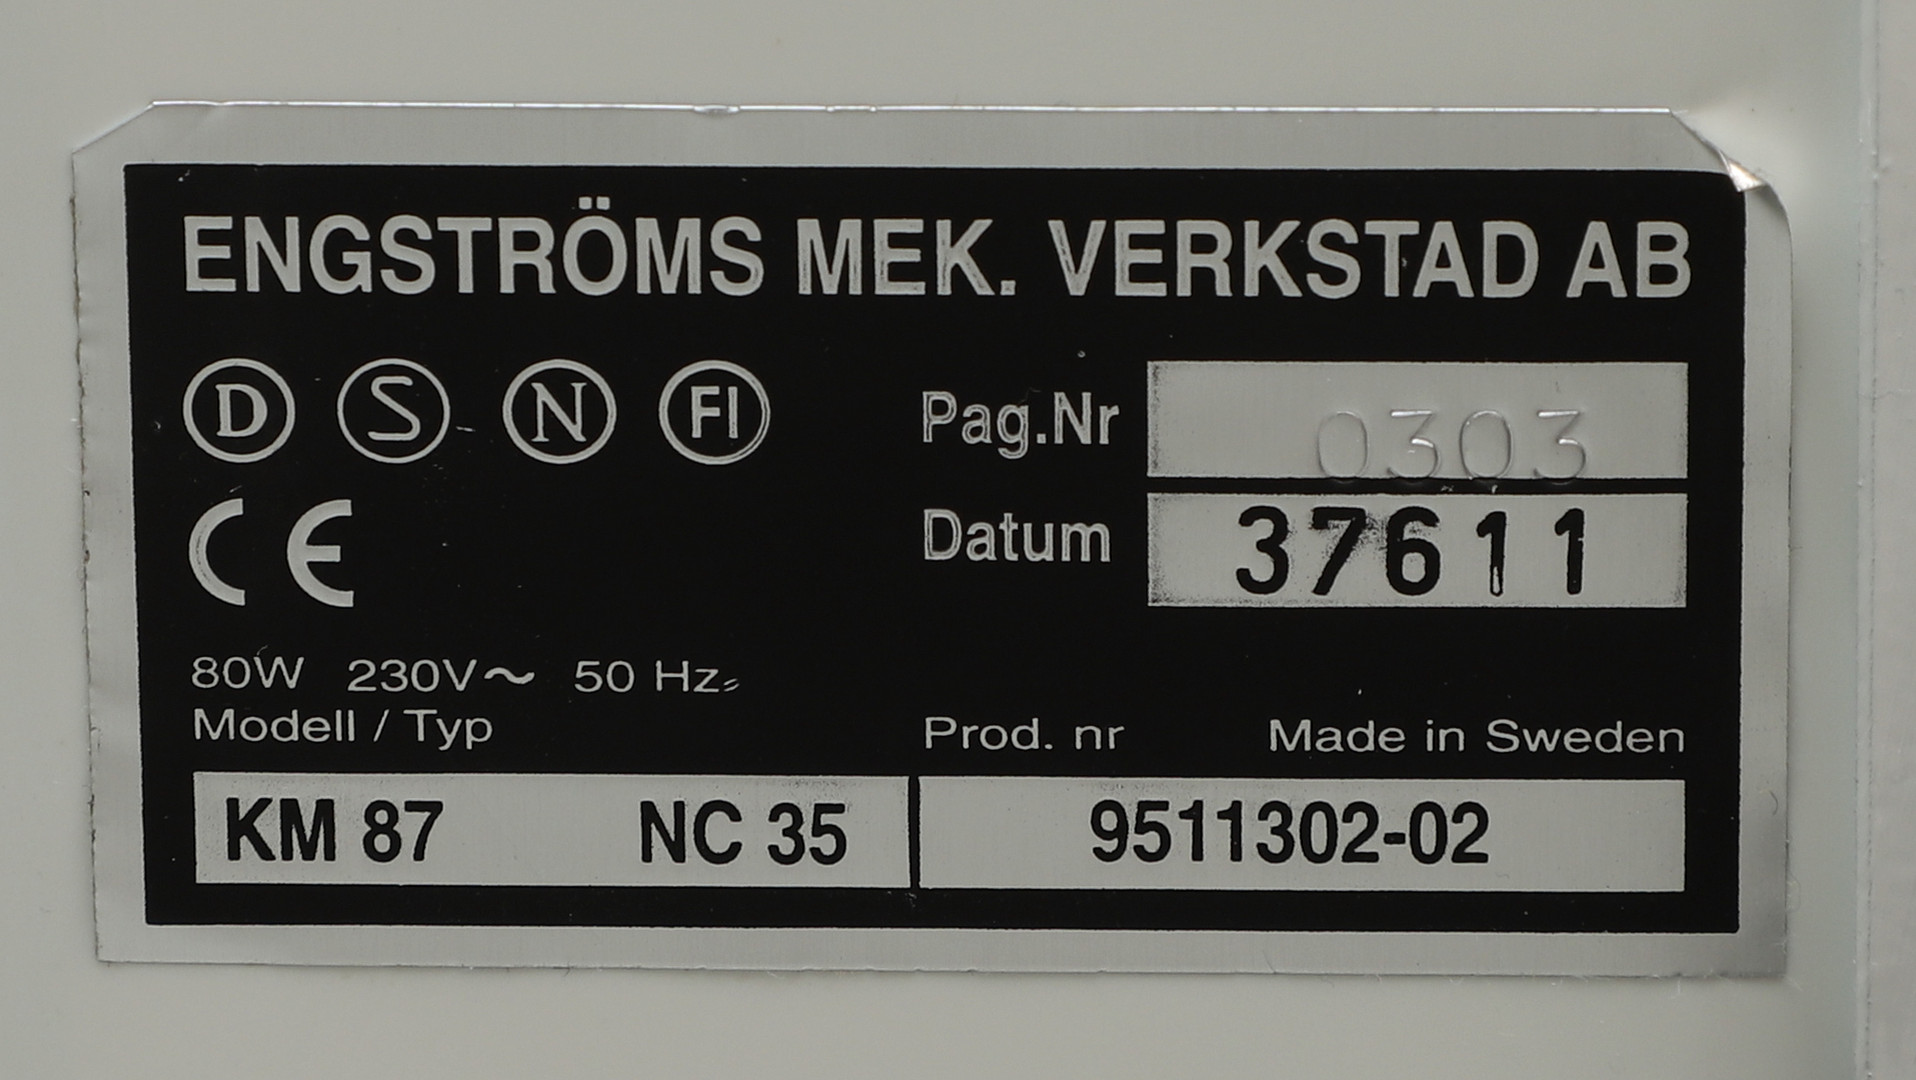 ENGSTRÖMS MEK. VERKSTAD AB
D S N FI
Pag.Nr 0303
CE
Datum 37611
80W 230V~ 50 Hz
Modell / Typ
Prod. nr Made in Sweden
KM 87 NC 35 9511302-02